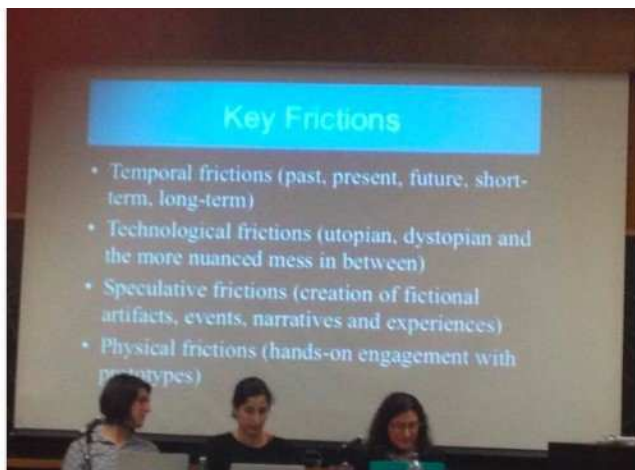 Key Frictions
• Temporal frictions (past, present, future, short-
term, long-term)
• Technological frictions (utopian, dystopian and
the more nuanced mess in between)
• Speculative frictions (creation of fictional
artifacts, events, narratives and experiences)
• Physical frictions (hands-on engagement with
prototypes)